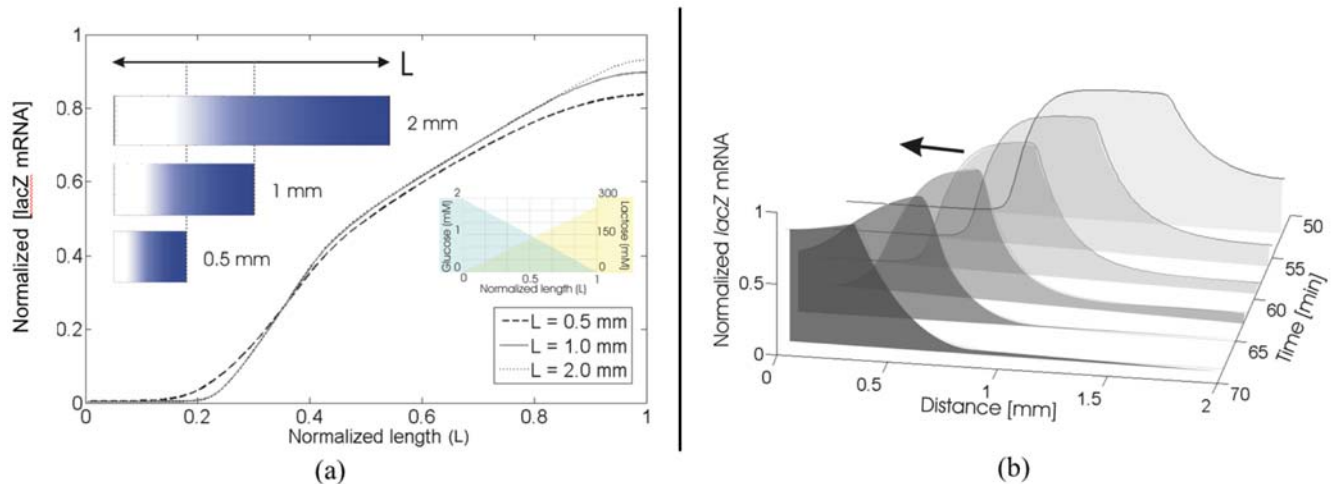 Normalized [lacZ mRNA]
1
0.8
0.6
0.4
0.2
0
0 0.2 0.4 0.6 0.8 1
Normalized length (L)
L
2 mm
1 mm
0.5 mm
Glucose (mM)
2
1
0
300
150
0
Lactose (mM)
0 0.5 1
Normalized length (L)
L = 0.5 mm
L = 1.0 mm
L = 2.0 mm
(a)
Normalized lacZ mRNA
1
0.5
0
0 0.5 1 1.5 2
Distance [mm]
50
55
60
65
70
Time [min]
(b)